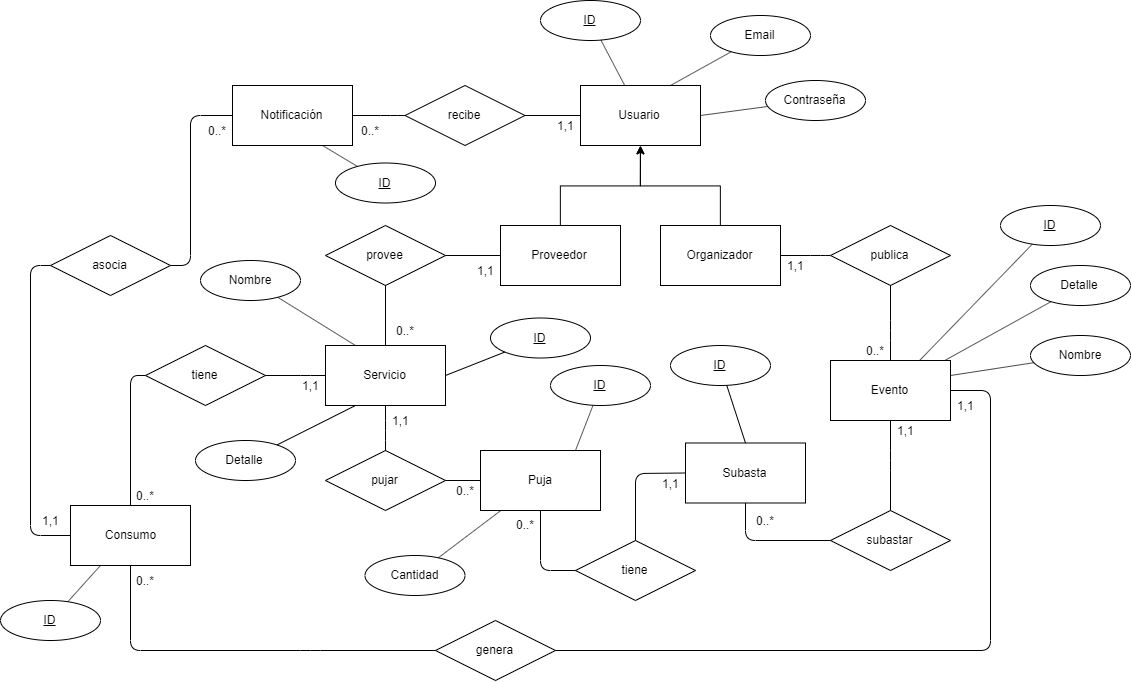 ID
Email
Contraseña
Notificación
recibe
Usuario
0..*
0..*
1,1
ID
ID
provee
Proveedor
Organizador
publica
asocia
1,1
1,1
Nombre
Detalle
0..*
ID
0..*
Nombre
tiene
Servicio
ID
ID
1,1
Evento
1,1
1,1
1,1
Detalle
pujar
Puja
Subasta
1,1
0..*
0..*
1,1
0..*
0..*
Consumo
subastar
0..*
Cantidad
tiene
ID
genera